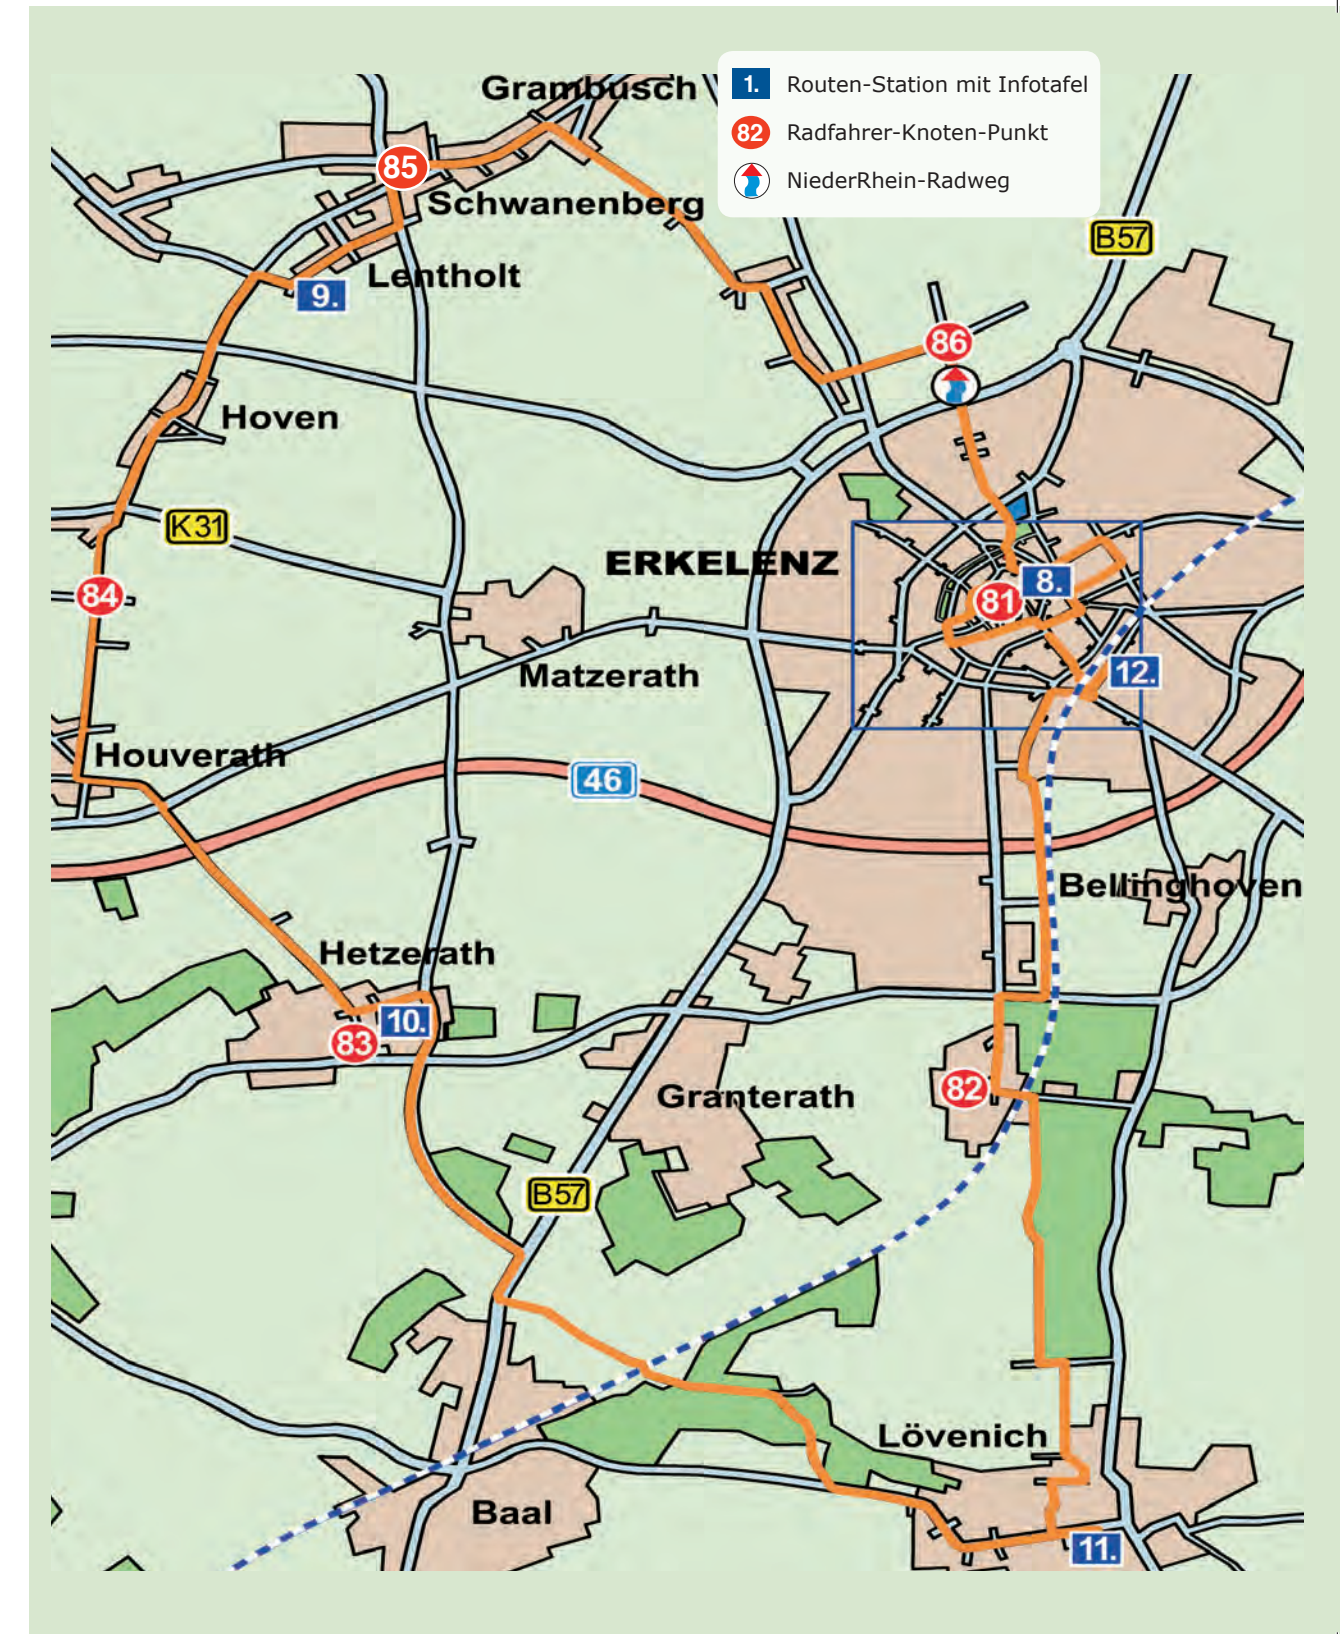 Grambusch
1. Routen-Station mit Infotafel
82 Radfahrer-Knoten-Punkt
NiederRhein-Radweg
85
Schwanenberg
B57
Lentholt
9.
86
Hoven
K31
ERKELENZ
8.
81
84
Matzerath
12.
Houverath
46
Bellinghoven
Hetzerath
10.
83
82
Granterath
B57
Lövenich
Baal
11.